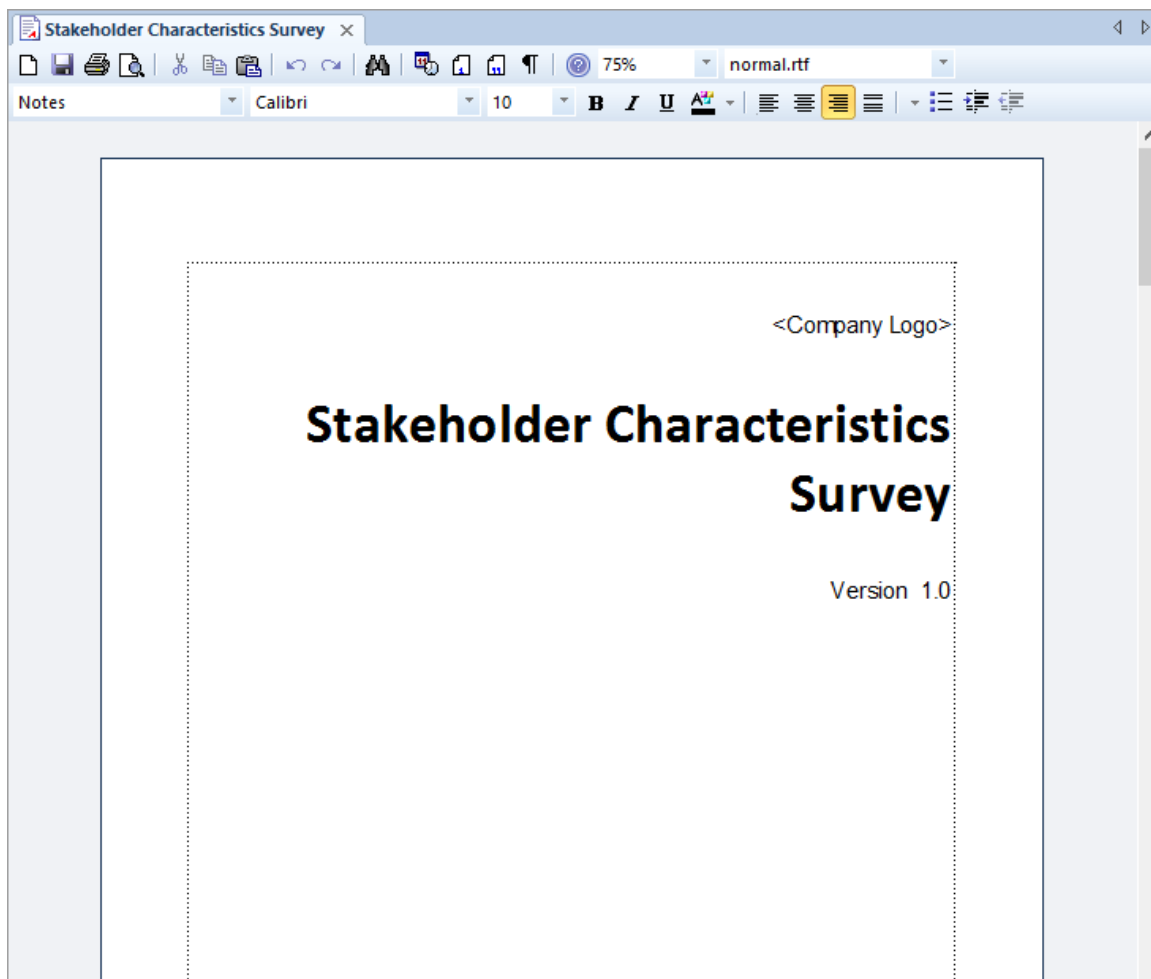 Stakeholder Characteristics Survey
75% normal.rtf
Notes Calibri 10 B I U A
<Company Logo>
Stakeholder Characteristics
Survey
Version 1.0